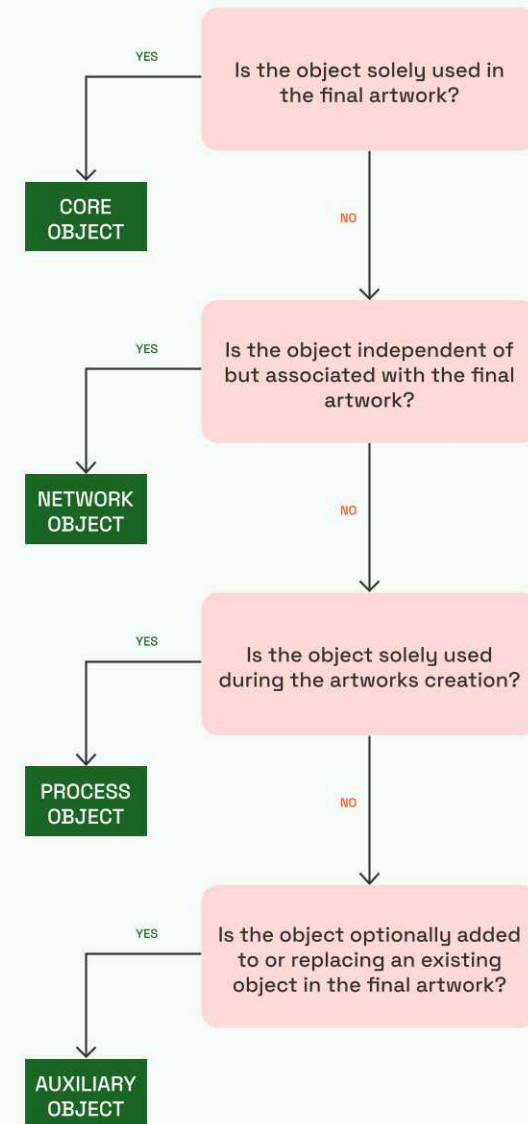 YES
Is the object solely used in
the final artwork?
CORE
OBJECT
NO
YES
Is the object independent of
but associated with the final
artwork?
NETWORK
OBJECT
NO
YES
Is the object solely used
during the artworks creation?
PROCESS
OBJECT
NO
YES
Is the object optionally added
to or replacing an existing
object in the final artwork?
AUXILIARY
OBJECT